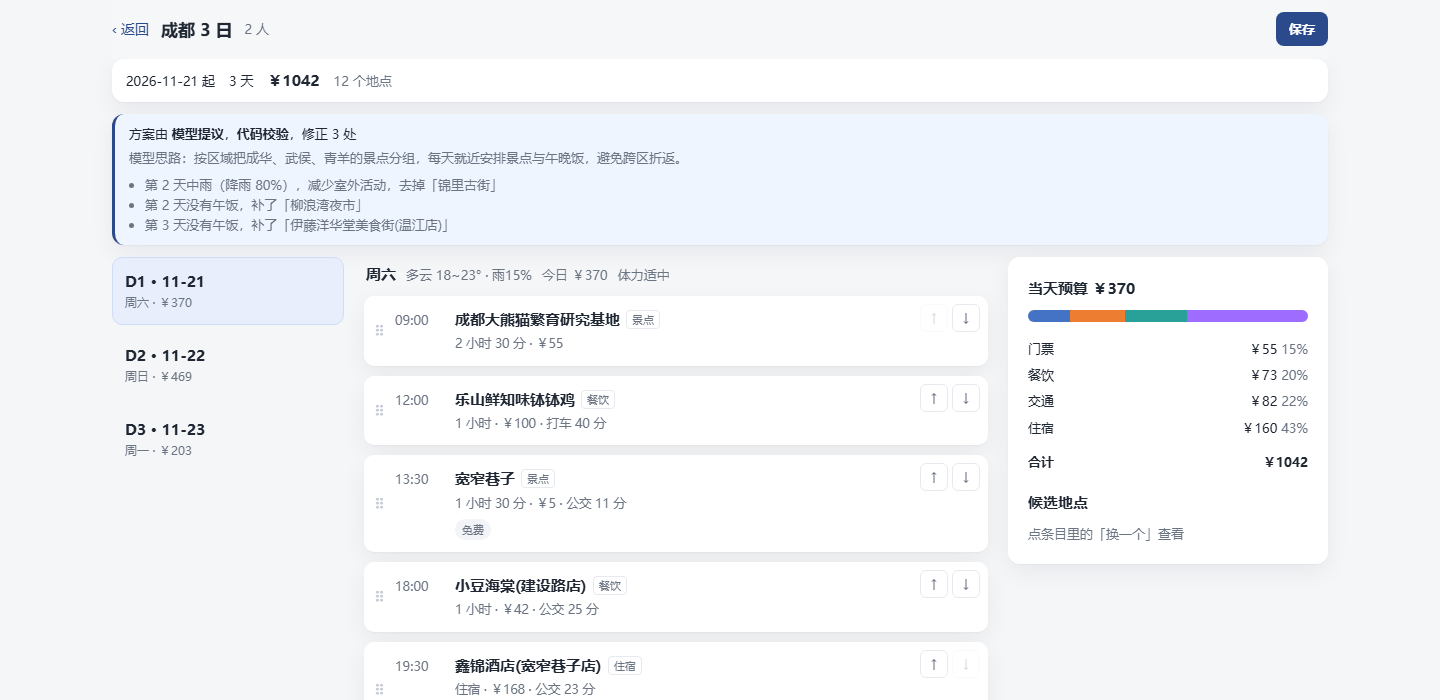 ‹ 返回 成都 3 日 2 人 保存
2026-11-21 起 3 天 ¥1042 12 个地点
方案由 模型提议，代码校验，修正 3 处
模型思路：按区域把成华、武侯、青羊的景点分组，每天就近安排景点与午晚饭，避免跨区折返。
• 第 2 天中雨（降雨 80%），减少室外活动，去掉「锦里古街」
• 第 2 天没有午饭，补了「柳浪湾夜市」
• 第 3 天没有午饭，补了「伊藤洋华堂美食街(温江店)」
D1 • 11-21
周六 · ¥370
D2 • 11-22
周日 · ¥469
D3 • 11-23
周一 · ¥203
周六 多云 18~23° · 雨15% 今日 ¥370 体力适中
09:00 成都大熊猫繁育研究基地 景点 ↑ ↓
2 小时 30 分 · ¥55
12:00 乐山鲜知味钵钵鸡 餐饮 ↑ ↓
1 小时 · ¥100 · 打车 40 分
13:30 宽窄巷子 景点 ↑ ↓
1 小时 30 分 · ¥5 · 公交 11 分
免费
18:00 小豆海棠(建设路店) 餐饮 ↑ ↓
1 小时 · ¥42 · 公交 25 分
19:30 鑫锦酒店(宽窄巷子店) 住宿 ↑ ↓
住宿 · ¥168 · 公交 23 分
当天预算 ¥370
门票 ¥55 15%
餐饮 ¥73 20%
交通 ¥82 22%
住宿 ¥160 43%
合计 ¥1042
候选地点
点条目里的「换一个」查看